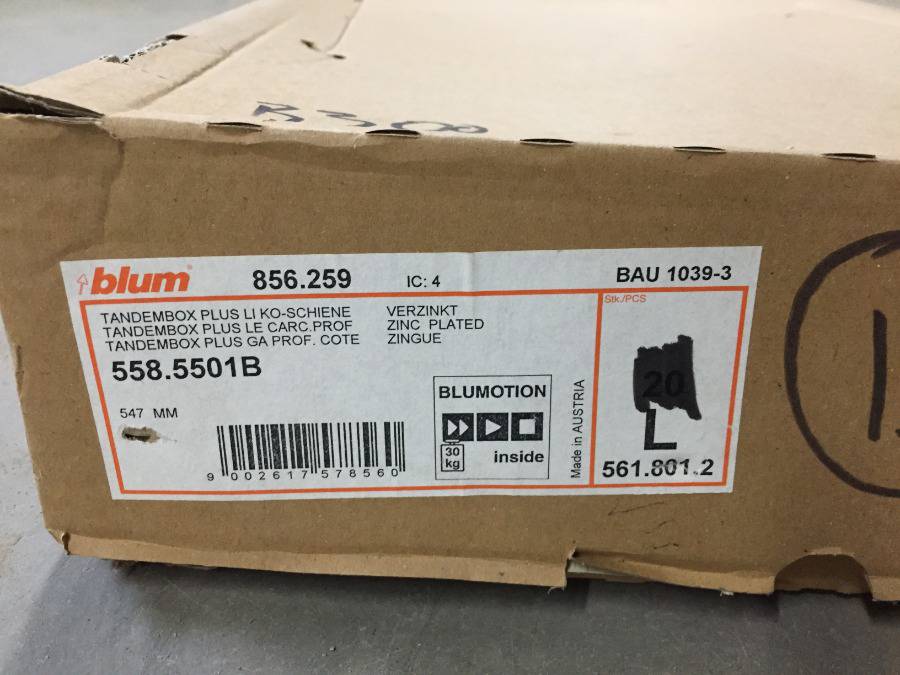 blum 856.259 IC: 4 BAU 1039-3
TANDEMBOX PLUS LI KO-SCHIENE VERZINKT
TANDEMBOX PLUS LE CARC.PROF ZINC PLATED
TANDEMBOX PLUS GA PROF. COTE ZINGUE
558.5501B
547 MM
9 002617 578560
BLUMOTION
30
kg
inside
Made in AUSTRIA
Stk./PCS
20
L
561.801.2